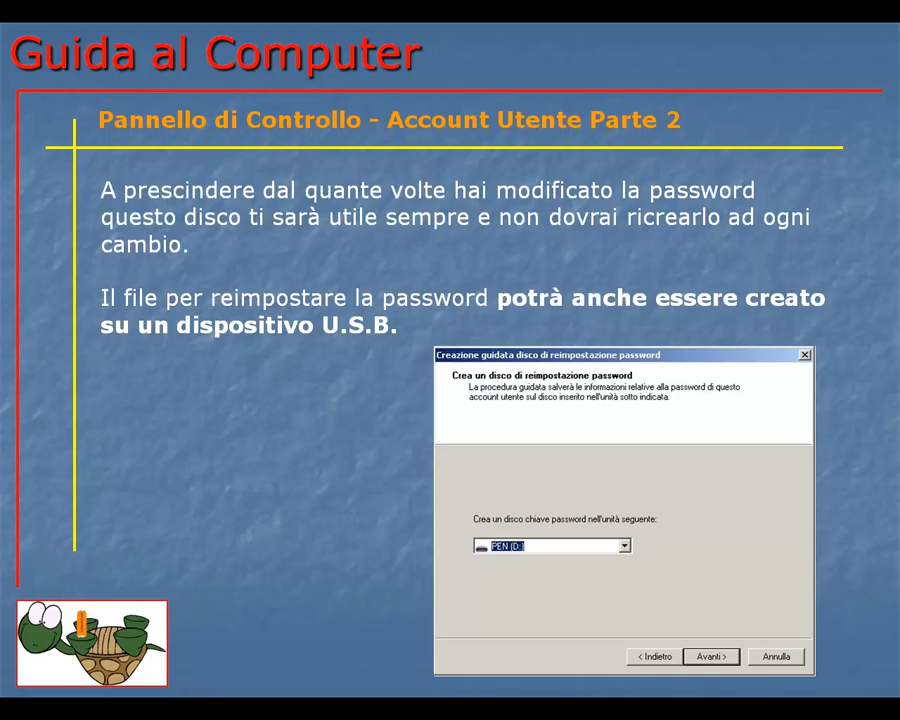 Guida al Computer
Pannello di Controllo - Account Utente Parte 2
A prescindere dal quante volte hai modificato la password
questo disco ti sarà utile sempre e non dovrai ricrearlo ad ogni
cambio.
Il file per reimpostare la password potrà anche essere creato
su un dispositivo U.S.B.
Creazione guidata disco di reimpostazione password
Crea un disco di reimpostazione password
La procedura guidata salverà le informazioni relative alla password di questo
account utente sul disco inserito nell'unità sotto indicata.
Crea un disco chiave password nell'unità seguente:
PEN (D:)
< Indietro
Avanti >
Annulla